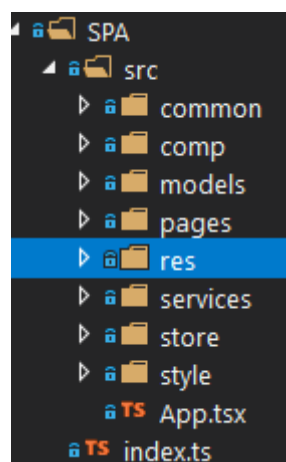 SPA
src
common
comp
models
pages
res
services
store
style
TS App.tsx
TS index.ts